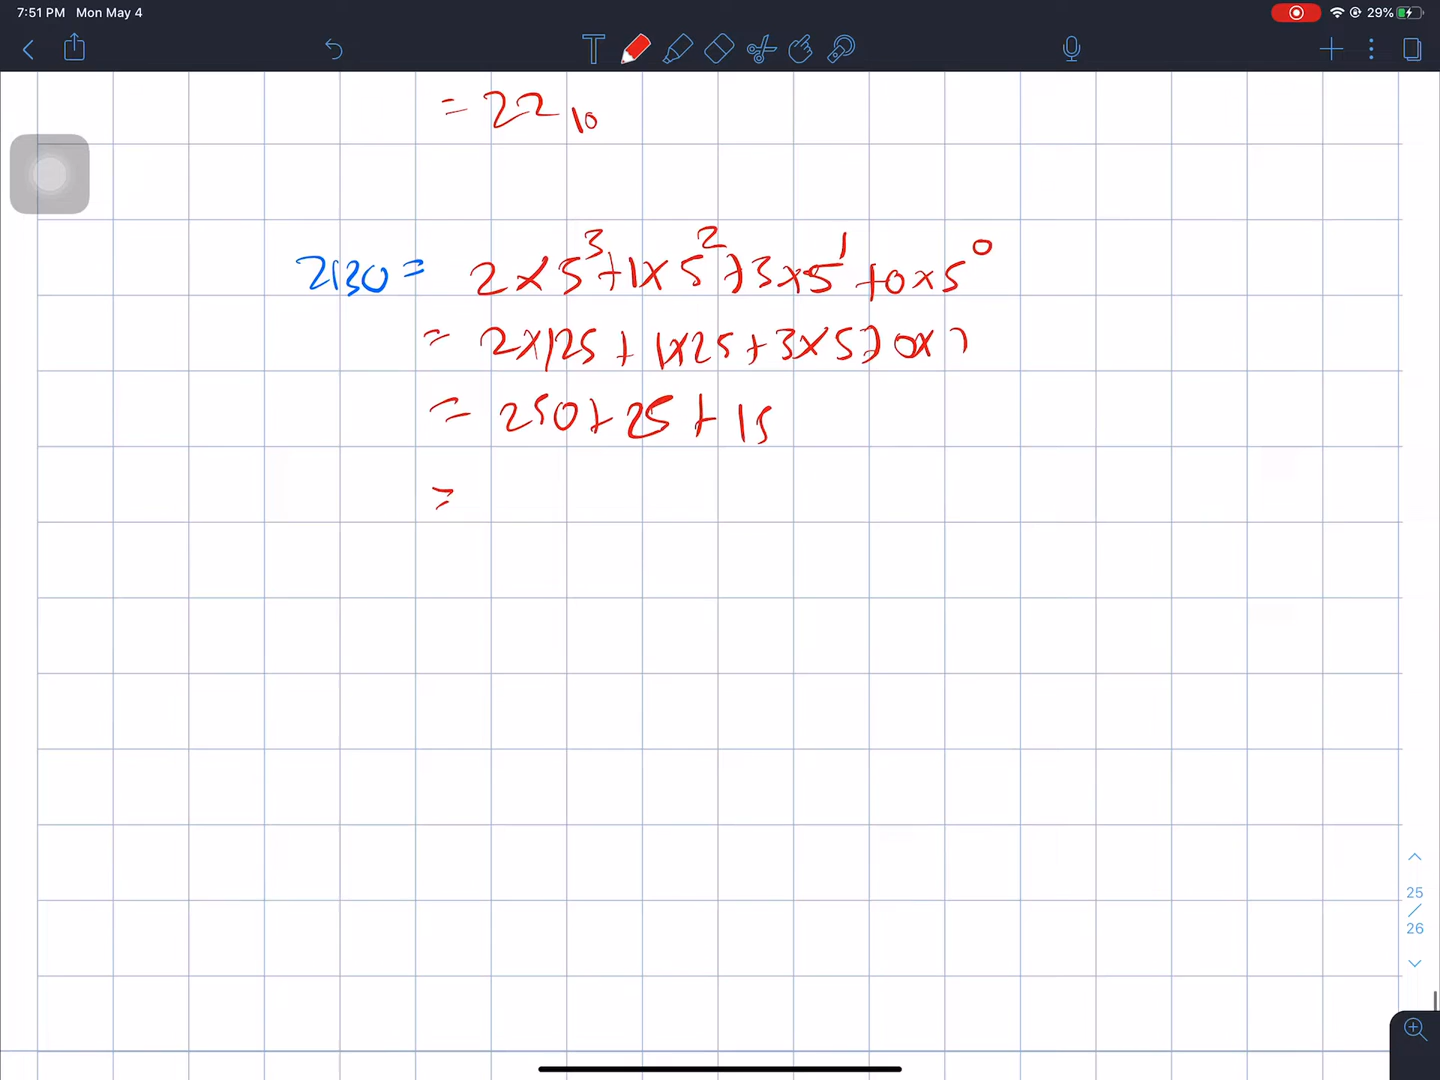 7:51 PM Mon May 4 29%
T
= 22₁₀
2130 = 2 × 5³ + 1 × 5² + 3 × 5¹ + 0 × 5⁰
= 2×125 + 1×25 + 3×5 + 0×1
= 250 + 25 + 15
=
25
/
26